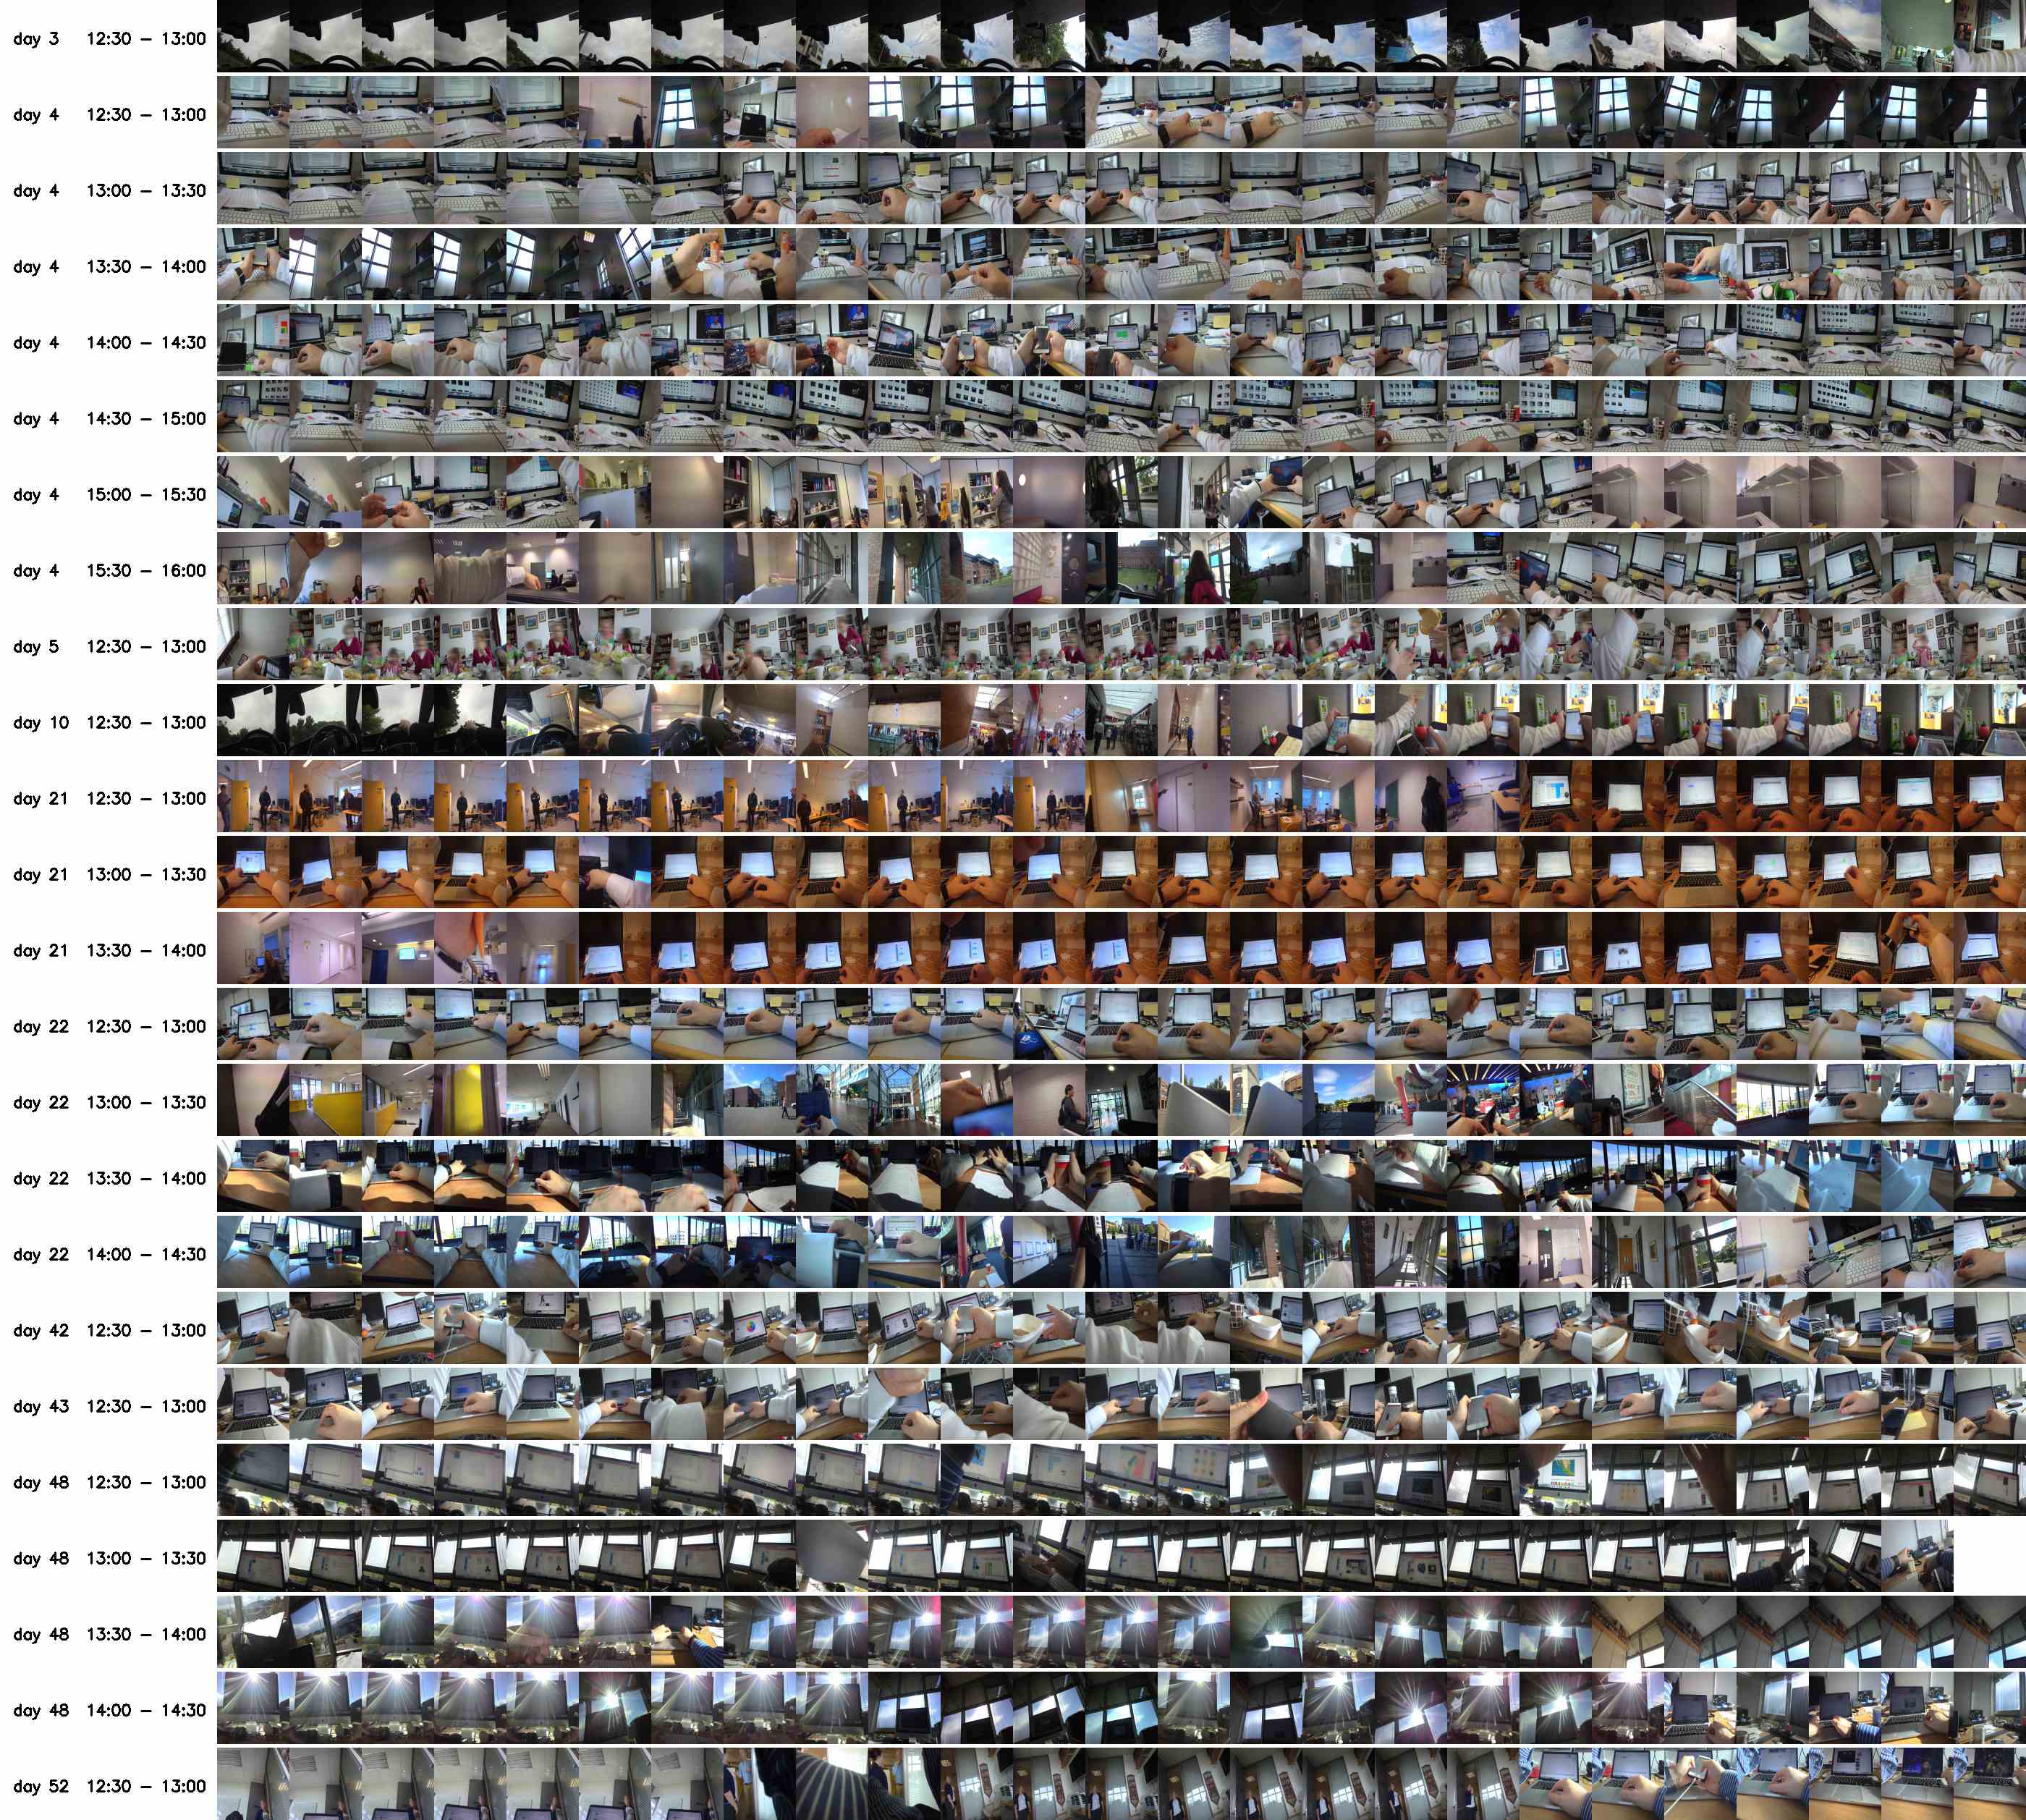 day 3 12:30 - 13:00
day 4 12:30 - 13:00
day 4 13:00 - 13:30
day 4 13:30 - 14:00
day 4 14:00 - 14:30
day 4 14:30 - 15:00
day 4 15:00 - 15:30
day 4 15:30 - 16:00
day 5 12:30 - 13:00
day 10 12:30 - 13:00
day 21 12:30 - 13:00
day 21 13:00 - 13:30
day 21 13:30 - 14:00
day 22 12:30 - 13:00
day 22 13:00 - 13:30
day 22 13:30 - 14:00
day 22 14:00 - 14:30
day 42 12:30 - 13:00
day 43 12:30 - 13:00
day 48 12:30 - 13:00
day 48 13:00 - 13:30
day 48 13:30 - 14:00
day 48 14:00 - 14:30
day 52 12:30 - 13:00